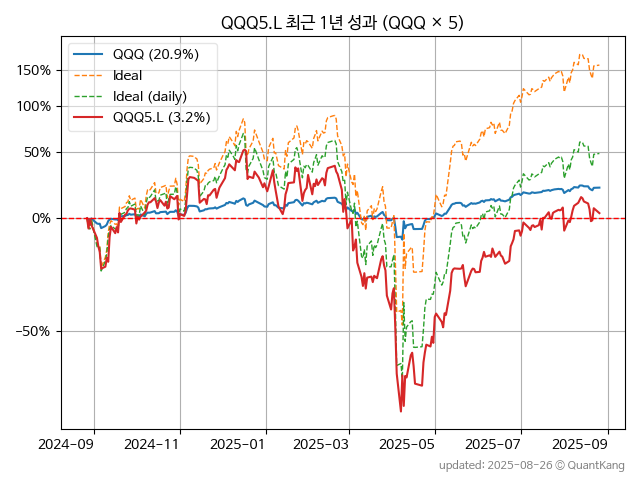 QQQ5.L 최근 1년 성과 (QQQ × 5)
QQQ (20.9%)
Ideal
Ideal (daily)
QQQ5.L (3.2%)
150%
100%
50%
0%
−50%
2024-09
2024-11
2025-01
2025-03
2025-05
2025-07
2025-09
updated: 2025-08-26 © QuantKang